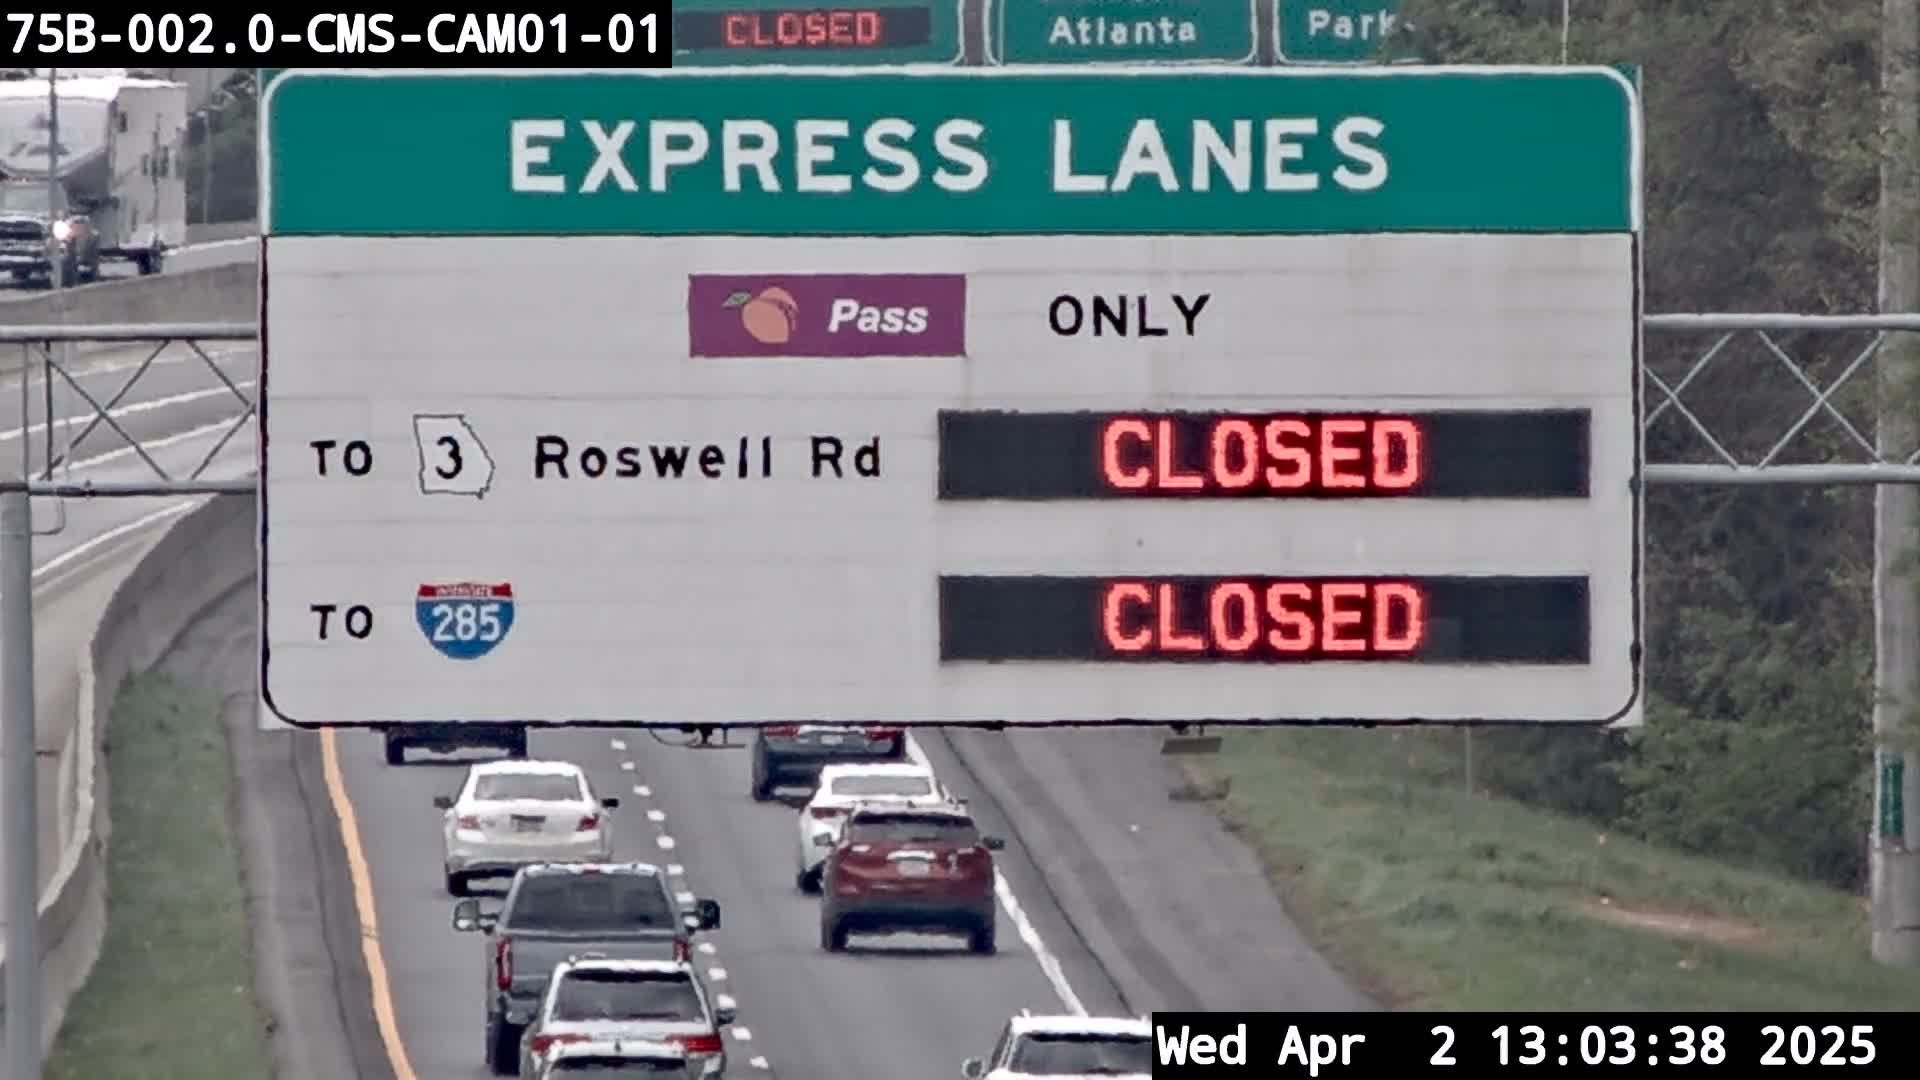 75B-002.0-CMS-CAM01-01
CLOSED
Atlanta
Park
EXPRESS LANES
Pass ONLY
TO 3 Roswell Rd CLOSED
TO INTERSTATE 285 CLOSED
Wed Apr 2 13:03:38 2025